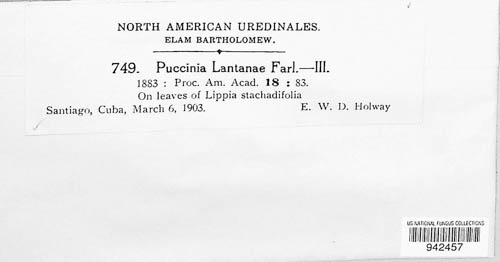 NORTH AMERICAN UREDINALES.
ELAM BARTHOLOMEW.
749. Puccinia Lantanae Farl.—III.
1883 : Proc. Am. Acad. 18 : 83.
On leaves of Lippia stachadifolia
Santiago, Cuba, March 6, 1903. E. W. D. Holway
US NATIONAL FUNGUS COLLECTIONS
942457